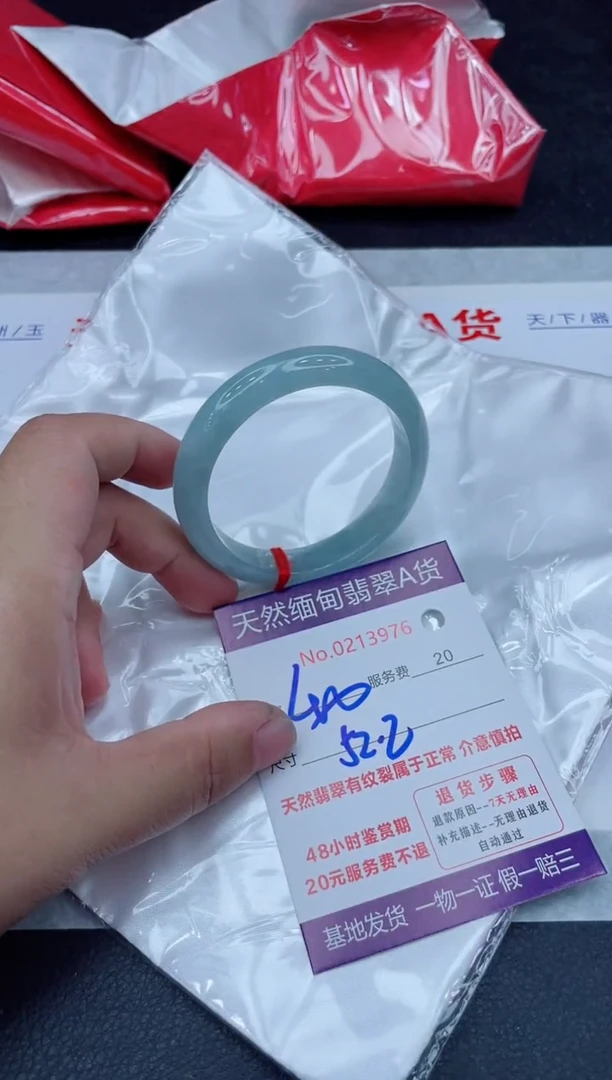 玉
A货
天/下/器
天然缅甸翡翠A货
No.0213976
服务费 20
尺寸 52.2
天然翡翠有纹裂属于正常 介意慎拍
48小时鉴赏期
20元服务费不退
退货步骤
退款原因--7天无理由
补充描述--无理由退货
自动通过
基地发货 一物一证 假一赔三